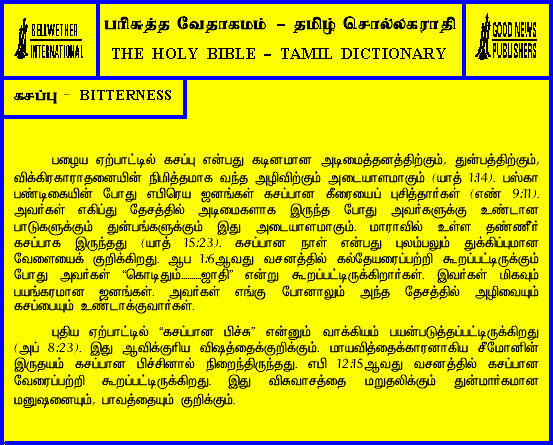 BELLWETHER
INTERNATIONAL
பரிசுத்த வேதாகமம் - தமிழ் சொல்லகராதி
THE HOLY BIBLE - TAMIL DICTIONARY
GOOD NEWS
PUBLISHERS
கசப்பு - BITTERNESS
பழைய ஏற்பாட்டில் கசப்பு என்பது கடினமான அடிமைத்தனத்திற்கும், துன்பத்திற்கும்,
விக்கிரகாராதனையின் நிமித்தமாக வந்த அழிவிற்கும் அடையாளமாகும் (யாத் 1:14). பஸ்கா
பண்டிகையின் போது எபிரெய ஜனங்கள் கசப்பான கீரையைப் புசித்தார்கள் (எண் 9:11).
அவர்கள் எகிப்து தேசத்தில் அடிமைகளாக இருந்த போது அவர்களுக்கு உண்டான
பாடுகளுக்கும் துன்பங்களுக்கும் இது அடையாளமாகும். மாராவில் உள்ள தண்ணீர்
கசப்பாக இருந்தது (யாத் 15:23). கசப்பான நாள் என்பது புலம்பலும் துக்கிப்புமான
வேளையைக் குறிக்கிறது. ஆப 1:6ஆவது வசனத்தில் கல்தேயரைப்பற்றி கூறப்பட்டிருக்கும்
போது அவர்கள் “கொடிதும்.........ஜாதி” என்று கூறப்பட்டிருக்கிறார்கள். இவர்கள் மிகவும்
பயங்கரமான ஜனங்கள். அவர்கள் எங்கு போனாலும் அந்த தேசத்தில் அழிவையும்
கசப்பையும் உண்டாக்குவார்கள்.
புதிய ஏற்பாட்டில் “கசப்பான பிச்சு” என்னும் வாக்கியம் பயன்படுத்தப்பட்டிருக்கிறது
(அப் 8:23). இது ஆவிக்குரிய விஷத்தைக்குறிக்கும். மாயவித்தைக்காரனாகிய சீமோனின்
இருதயம் கசப்பான பிச்சினால் நிறைந்திருந்தது. எபி 12:15ஆவது வசனத்தில் கசப்பான
வேரைப்பற்றி கூறப்பட்டிருக்கிறது. இது விசுவாசத்தை மறுதலிக்கும் துன்மார்கமான
மனுஷனையும், பாவத்தையும் குறிக்கும்.